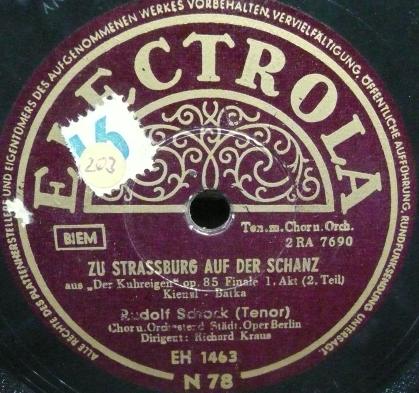 ALLE RECHTE DES PLATTENHERSTELLERS UND EIGENTÜMERS DES AUFGENOMMENEN WERKES VORBEHALTEN. VERVIELFÄLTIGUNG, ÖFFENTLICHE AUFFÜHRUNG, RUNDFUNKSENDUNG UNTERSAGT.
ELECTROLA
15
203
BIEM
Ten. m. Chor u. Orch.
2 RA 7690
ZU STRASSBURG AUF DER SCHANZ
aus „Der Kuhreigen" op. 85 Finale 1. Akt (2. Teil)
Kienzl - Batka
Rudolf Schock (Tenor)
Chor u. Orchester d Städt. Oper Berlin
Dirigent: Richard Kraus
EH 1463
N 78